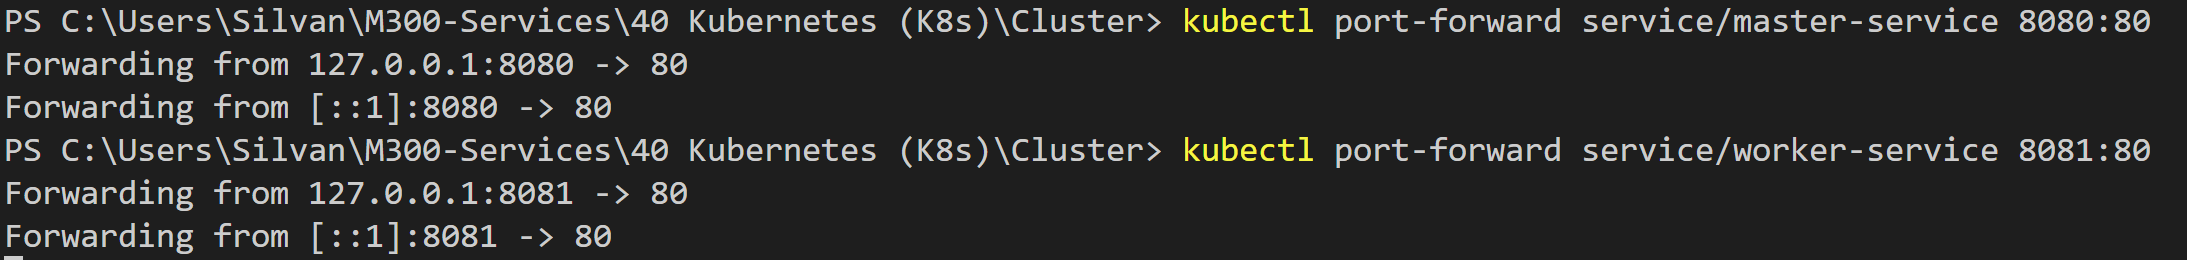 PS C:\Users\Silvan\M300-Services\40 Kubernetes (K8s)\Cluster> kubectl port-forward service/master-service 8080:80
Forwarding from 127.0.0.1:8080 -> 80
Forwarding from [::1]:8080 -> 80
PS C:\Users\Silvan\M300-Services\40 Kubernetes (K8s)\Cluster> kubectl port-forward service/worker-service 8081:80
Forwarding from 127.0.0.1:8081 -> 80
Forwarding from [::1]:8081 -> 80